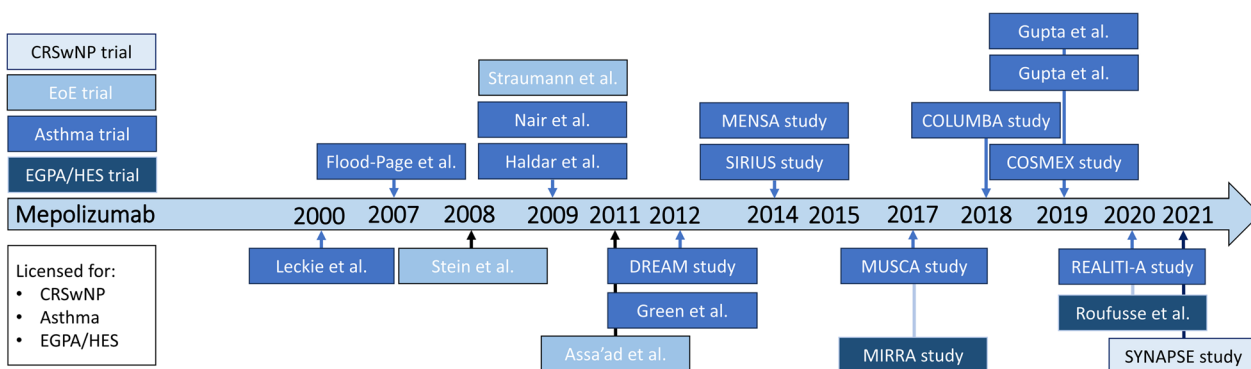 Gupta et al.
CRSwNP trial
Gupta et al.
Straumann et al.
EoE trial
Nair et al.
MENSA study
COLUMBA study
Asthma trial
Flood-Page et al.
Haldar et al.
SIRIUS study
COSMEX study
EGPA/HES trial
Mepolizumab 2000 2007 2008 2009 2011 2012 2014 2015 2017 2018 2019 2020 2021
Leckie et al.
Stein et al.
DREAM study
MUSCA study
REALITI-A study
Licensed for:
• CRSwNP
• Asthma
• EGPA/HES
Green et al.
Roufusse et al.
Assa'ad et al.
MIRRA study
SYNAPSE study